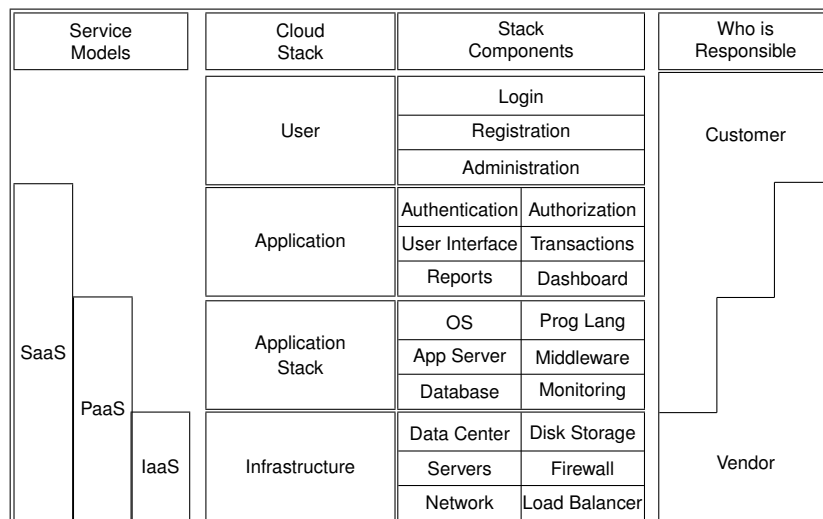 Service
Models
Cloud
Stack
Stack
Components
Who is
Responsible
User
Login
Registration
Administration
Customer
Application
Authentication
Authorization
User Interface
Transactions
Reports
Dashboard
SaaS
Application
Stack
OS
Prog Lang
App Server
Middleware
Database
Monitoring
PaaS
IaaS
Infrastructure
Data Center
Disk Storage
Servers
Firewall
Network
Load Balancer
Vendor